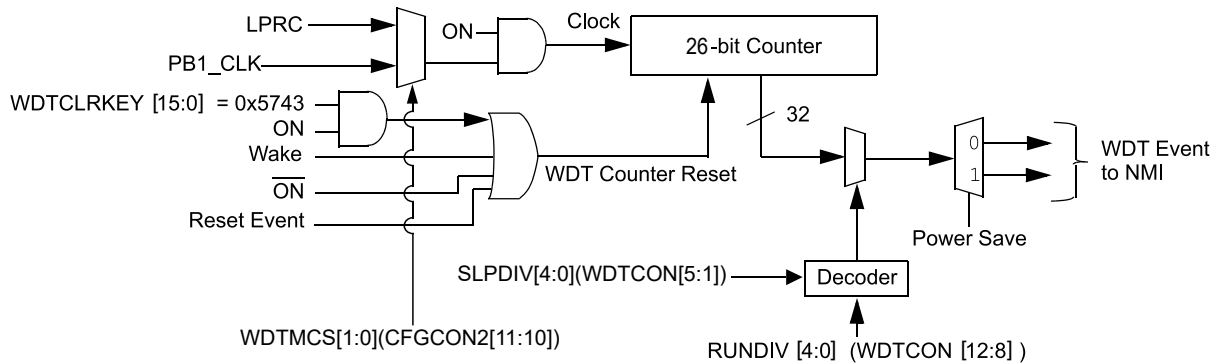 LPRC
ON
Clock
26-bit Counter
PB1_CLK
WDTCLRKEY [15:0] = 0x5743
ON
32
Wake
WDT Counter Reset
ON
Reset Event
0
1
WDT Event
to NMI
Power Save
SLPDIV[4:0](WDTCON[5:1])
Decoder
WDTMCS[1:0](CFGCON2[11:10])
RUNDIV [4:0] (WDTCON [12:8] )